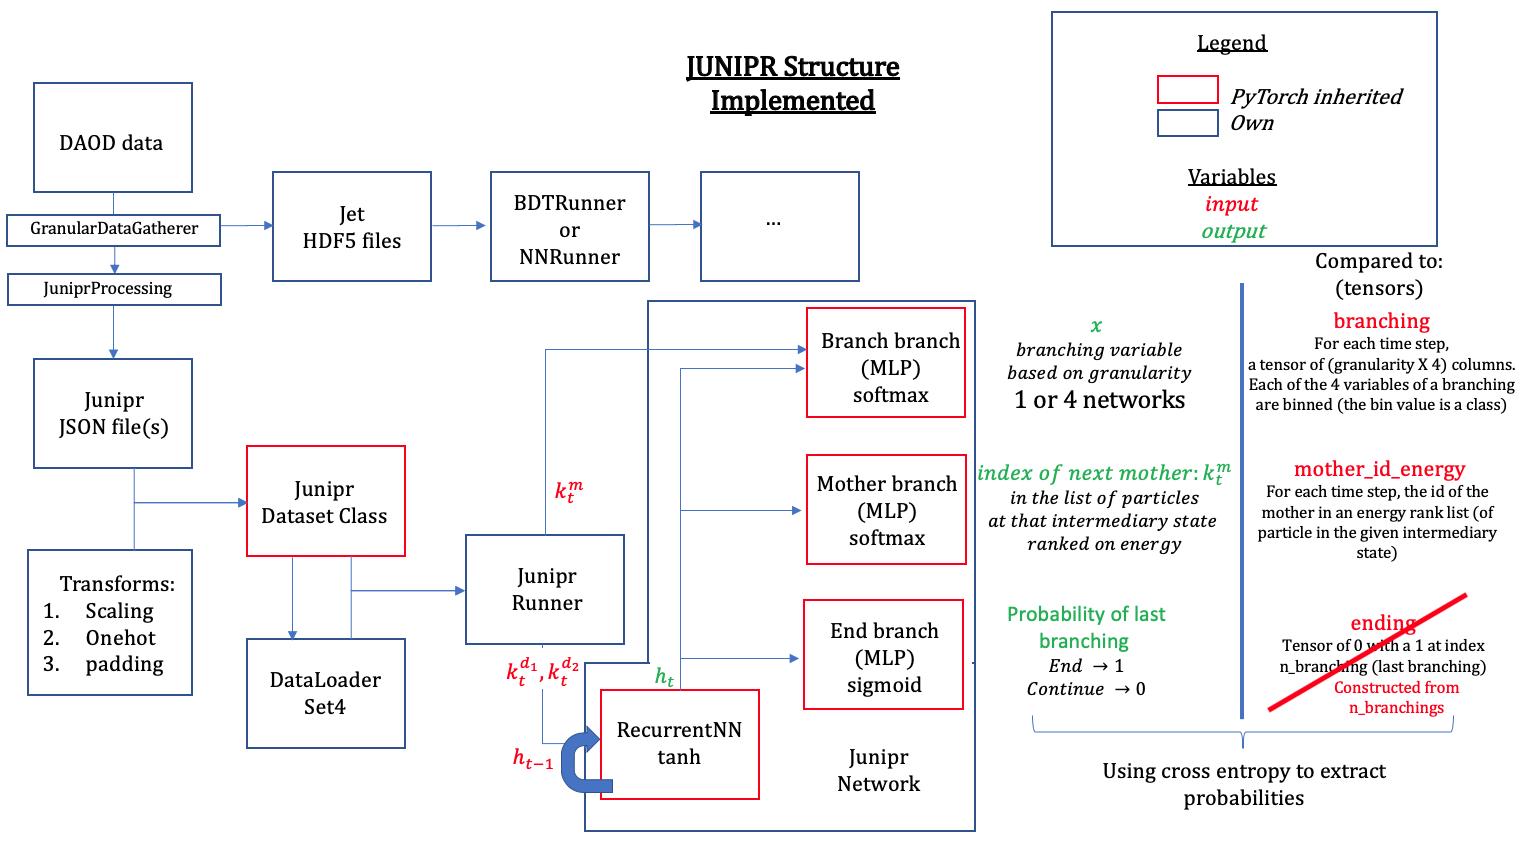 JUNIPR Structure
Implemented
Legend
PyTorch inherited
Own
Variables
input
output
DAOD data
GranularDataGatherer
JuniprProcessing
Jet
HDF5 files
BDTRunner
or
NNRunner
...
Junipr
JSON file(s)
Transforms:
1. Scaling
2. Onehot
3. padding
Junipr
Dataset Class
DataLoader
Set4
Junipr
Runner
k_t^m
k_t^{d_1}, k_t^{d_2}
h_{t-1}
h_t
RecurrentNN
tanh
Junipr
Network
Branch branch
(MLP)
softmax
Mother branch
(MLP)
softmax
End branch
(MLP)
sigmoid
x
branching variable
based on granularity
1 or 4 networks
index of next mother: k_t^m
in the list of particles
at that intermediary state
ranked on energy
Probability of last
branching
End → 1
Continue → 0
Compared to:
(tensors)
branching
For each time step,
a tensor of (granularity X 4) columns.
Each of the 4 variables of a branching
are binned (the bin value is a class)
mother_id_energy
For each time step, the id of the
mother in an energy rank list (of
particle in the given intermediary
state)
ending
Tensor of 0 with a 1 at index
n_branching (last branching)
Constructed from
n_branchings
Using cross entropy to extract
probabilities